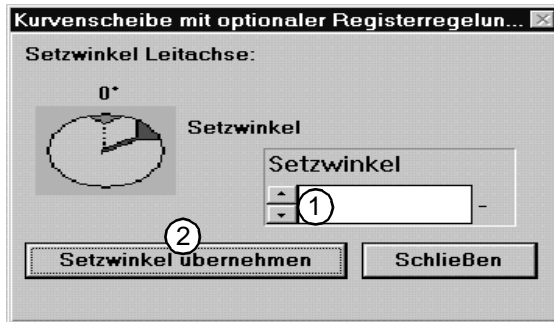 Kurvenscheibe mit optionaler Registerregelun...
Setzwinkel Leitachse:
0°
Setzwinkel
Setzwinkel
1
-
2
Setzwinkel übernehmen
Schließen